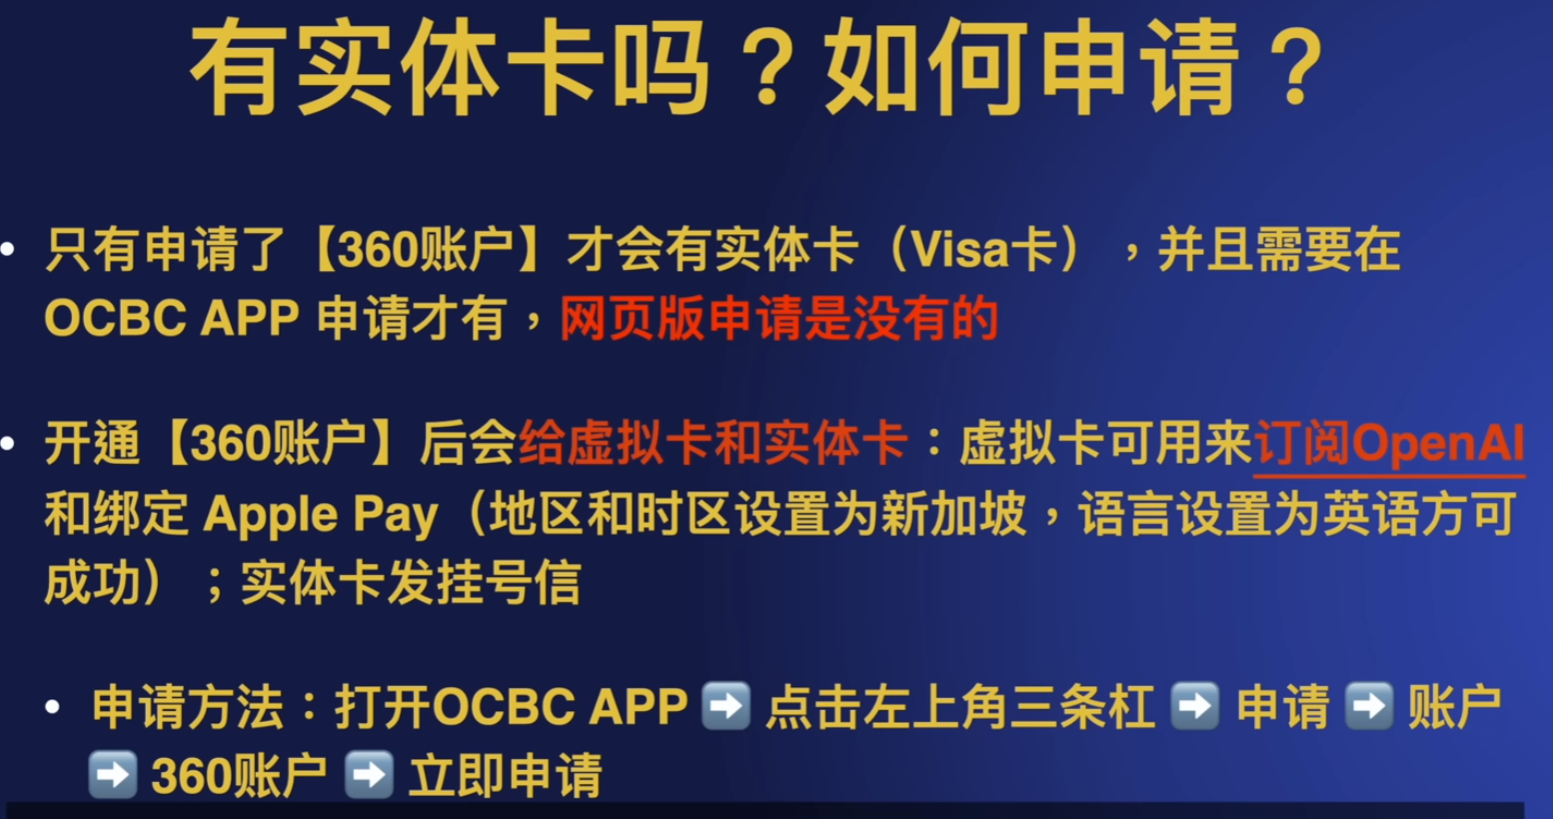 有实体卡吗？如何申请？
• 只有申请了【360账户】才会有实体卡（Visa卡），并且需要在
OCBC APP 申请才有，网页版申请是没有的
• 开通【360账户】后会给虚拟卡和实体卡：虚拟卡可用来订阅OpenAI
和绑定 Apple Pay（地区和时区设置为新加坡，语言设置为英语方可
成功）；实体卡发挂号信
• 申请方法：打开OCBC APP ➡️ 点击左上角三条杠 ➡️ 申请 ➡️ 账户
➡️ 360账户 ➡️ 立即申请